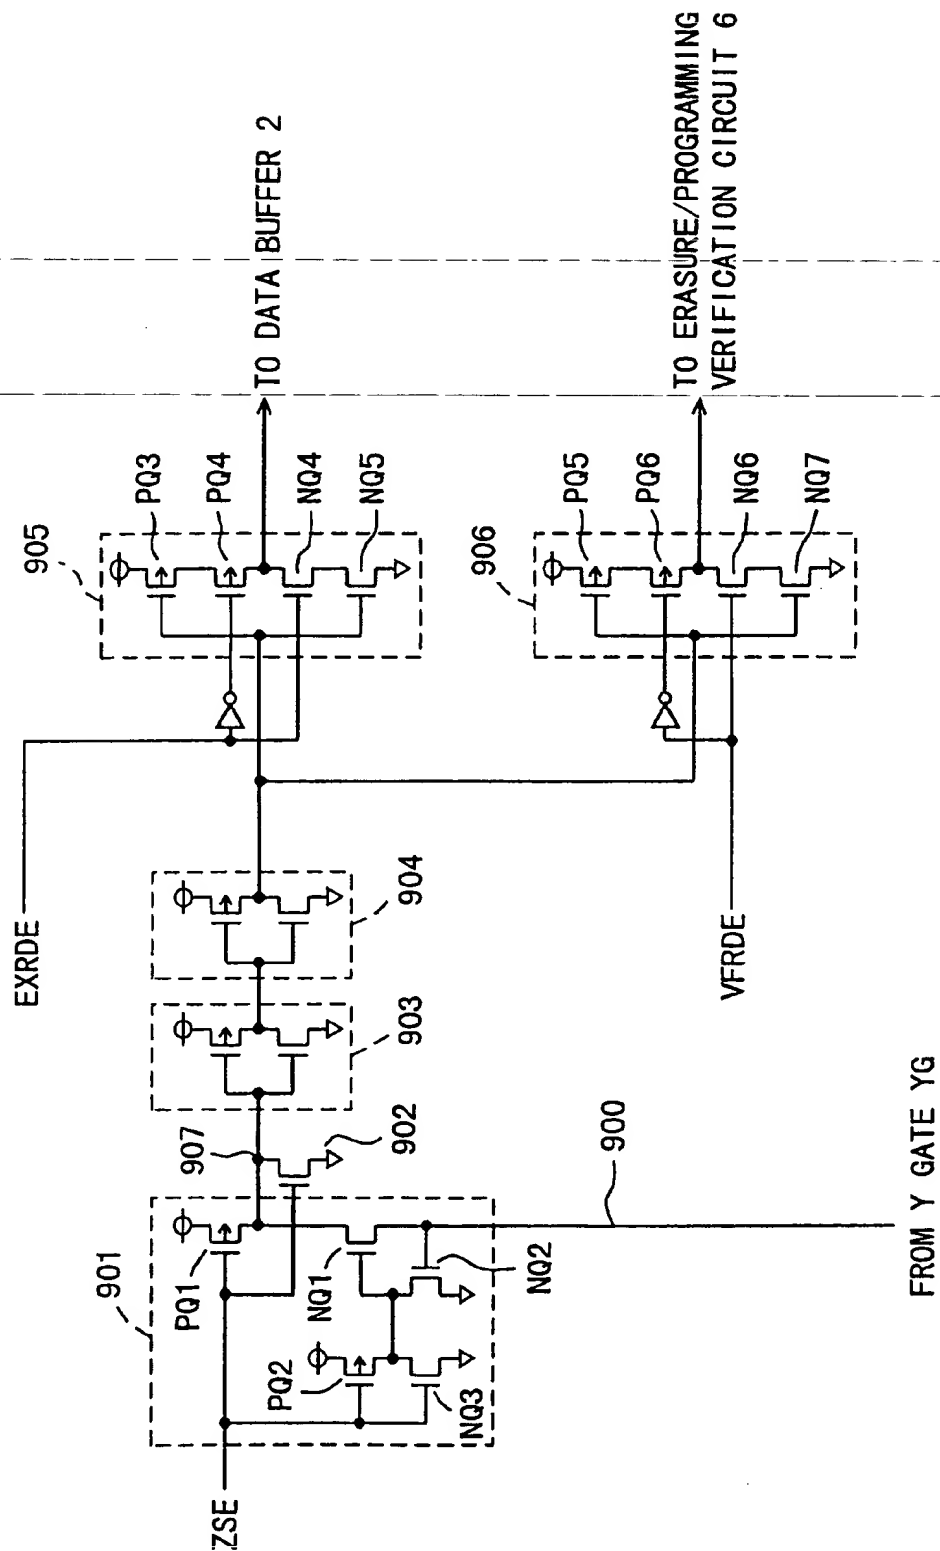 TO DATA BUFFER 2
TO ERASURE/PROGRAMMING
VERIFICATION CIRCUIT 6
905
PQ3
PQ4
NQ4
NQ5
906
PQ5
PQ6
NQ6
NQ7
EXRDE
VFRDE
904
903
907
902
900
901
PQ1
NQ1
NQ2
PQ2
NQ3
ZSE
FROM Y GATE YG